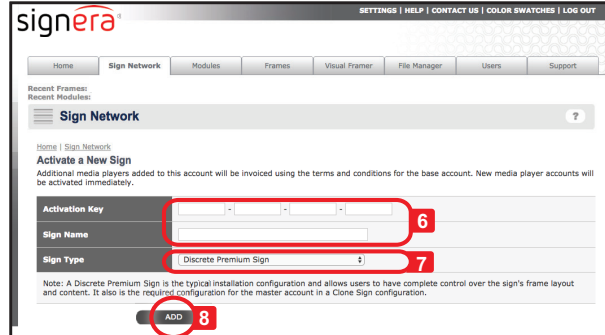 signera
SETTINGS | HELP | CONTACT US | COLOR SWATCHES | LOG OUT
Home Sign Network Modules Frames Visual Framer File Manager Users Support
Recent Frames:
Recent Modules:
Sign Network ?
Home | Sign Network
Activate a New Sign
Additional media players added to this account will be invoiced using the terms and conditions for the base account. New media player accounts will
be activated immediately.
Activation Key - - -
6
Sign Name
Sign Type Discrete Premium Sign 7
Note: A Discrete Premium Sign is the typical installation configuration and allows users to have complete control over the sign's frame layout
and content. It also is the required configuration for the master account in a Clone Sign configuration.
ADD 8